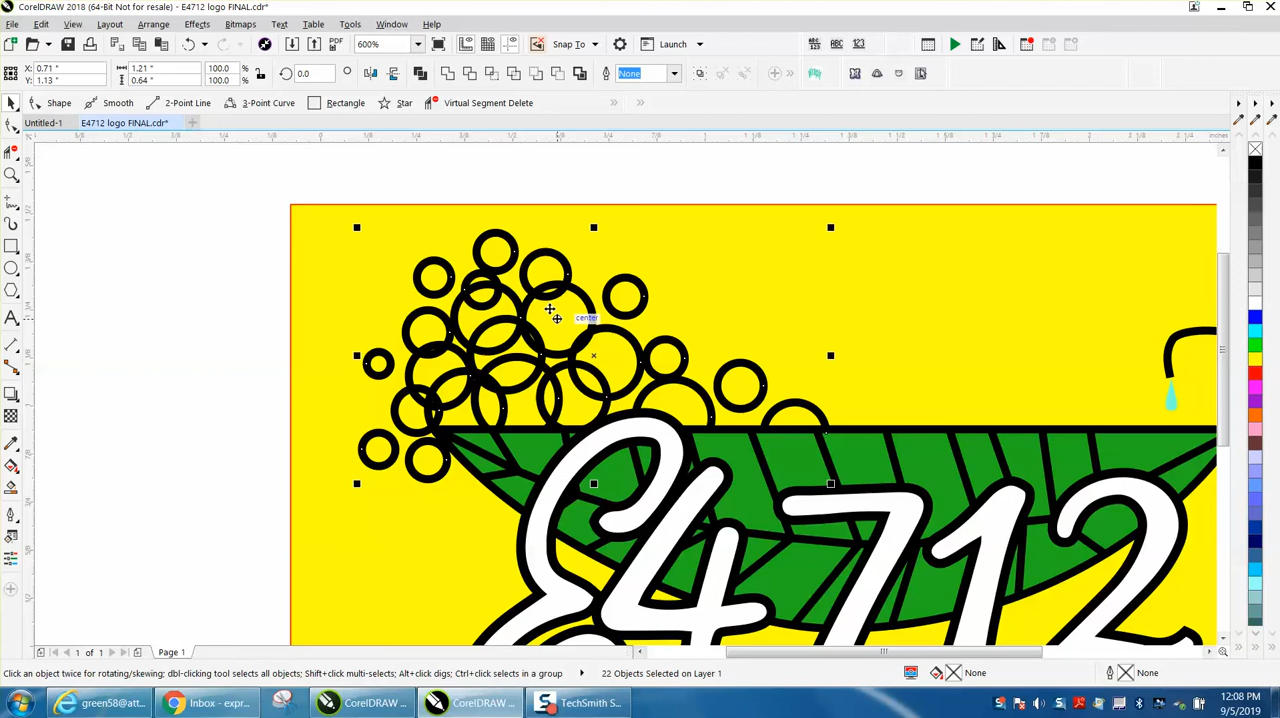 CorelDRAW 2018 (64-Bit Not for resale) - E4712 logo FINAL.cdr*
File Edit View Layout Arrange Effects Bitmaps Text Table Tools Window Help
PDF 600% Snap To Launch
X: 0.71 " 1.21 " 100.0 % 0.0 None
Y: 1.13 " 0.64 " 100.0 %
Shape Smooth 2-Point Line 3-Point Curve Rectangle Star Virtual Segment Delete
Untitled-1 E4712 logo FINAL.cdr*
inches
center
E4712
1 of 1 Page 1
Click an object twice for rotating/skewing; dbl-clicking tool selects all objects; Shift+click multi-selects; Alt+click digs; Ctrl+click selects in a group 22 Objects Selected on Layer 1 None None
green58@att... Inbox - expr... CorelDRAW ... CorelDRAW ... TechSmith S... 12:08 PM
9/5/2019